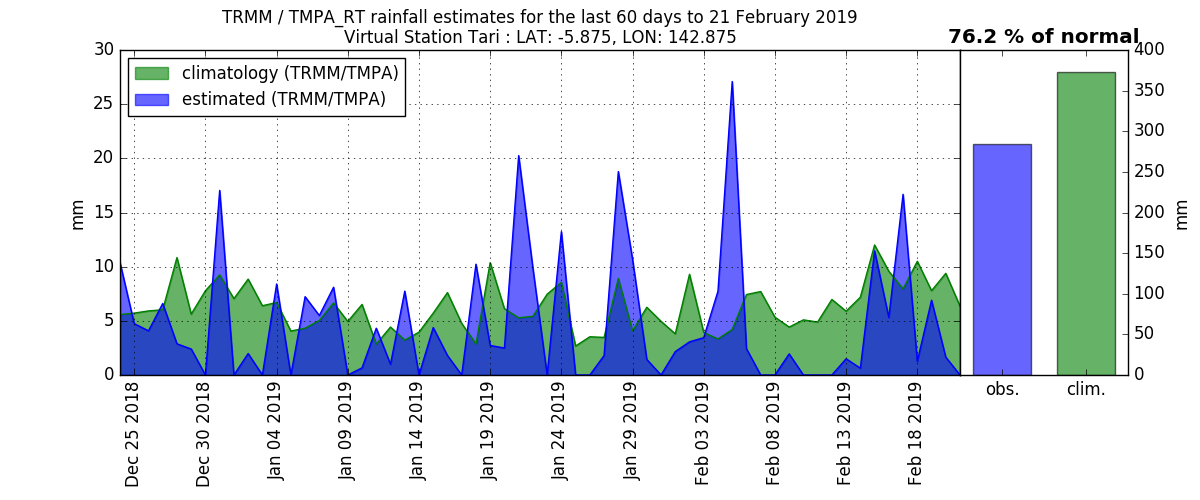 TRMM / TMPA_RT rainfall estimates for the last 60 days to 21 February 2019
Virtual Station Tari : LAT: -5.875, LON: 142.875
76.2 % of normal
climatology (TRMM/TMPA)
estimated (TRMM/TMPA)
mm
30
25
20
15
10
5
0
Dec 25 2018
Dec 30 2018
Jan 04 2019
Jan 09 2019
Jan 14 2019
Jan 19 2019
Jan 24 2019
Jan 29 2019
Feb 03 2019
Feb 08 2019
Feb 13 2019
Feb 18 2019
obs.
clim.
400
350
300
250
200
150
100
50
0
mm